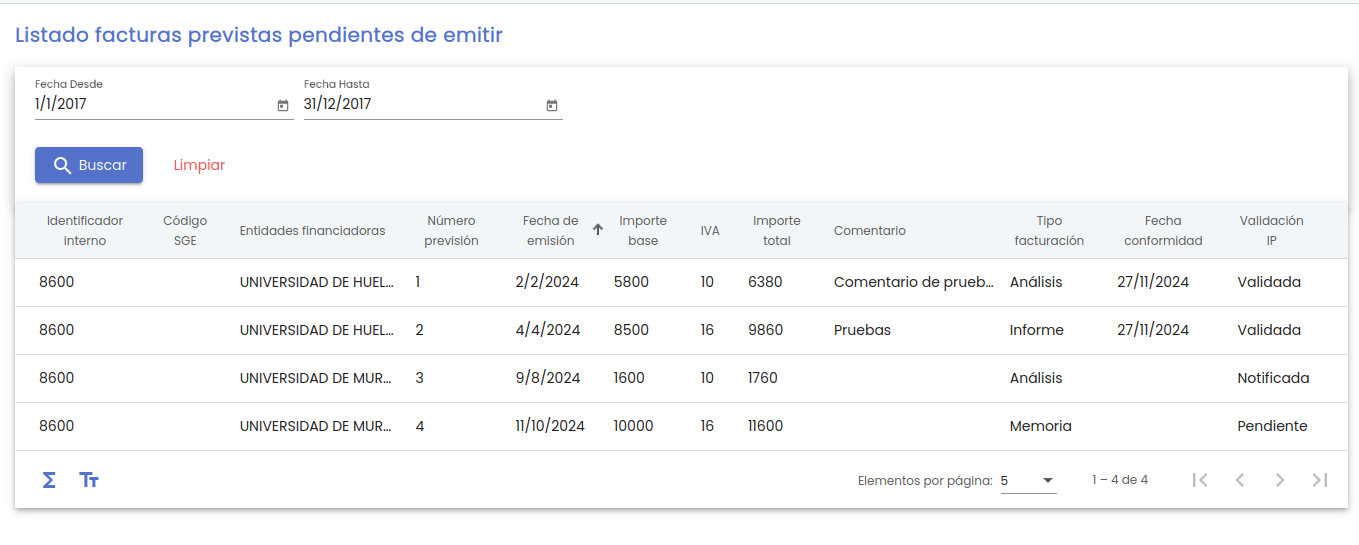 Listado facturas previstas pendientes de emitir
Fecha Desde Fecha Hasta
1/1/2017 31/12/2017
Buscar Limpiar
Identificador interno Código SGE Entidades financiadoras Número previsión Fecha de emisión Importe base IVA Importe total Comentario Tipo facturación Fecha conformidad Validación IP
8600 UNIVERSIDAD DE HUEL... 1 2/2/2024 5800 10 6380 Comentario de prueb... Análisis 27/11/2024 Validada
8600 UNIVERSIDAD DE HUEL... 2 4/4/2024 8500 16 9860 Pruebas Informe 27/11/2024 Validada
8600 UNIVERSIDAD DE MUR... 3 9/8/2024 1600 10 1760 Análisis Notificada
8600 UNIVERSIDAD DE MUR... 4 11/10/2024 10000 16 11600 Memoria Pendiente
Elementos por página: 5 1 – 4 de 4